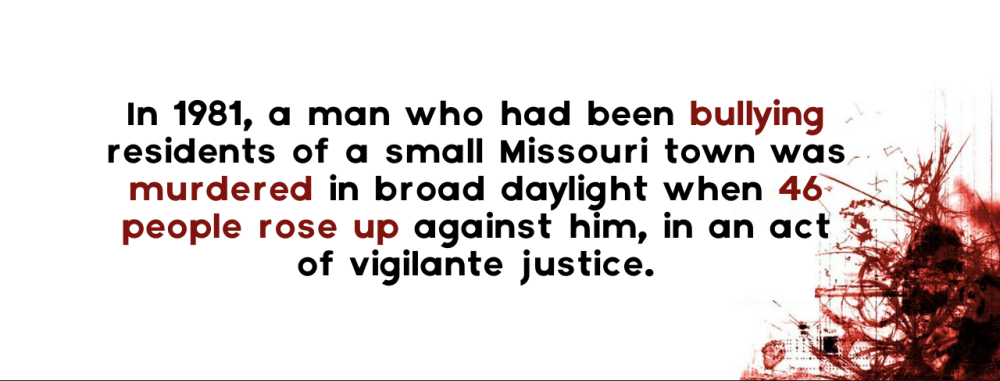 In 1981, a man who had been bullying
residents of a small Missouri town was
murdered in broad daylight when 46
people rose up against him, in an act
of vigilante justice.